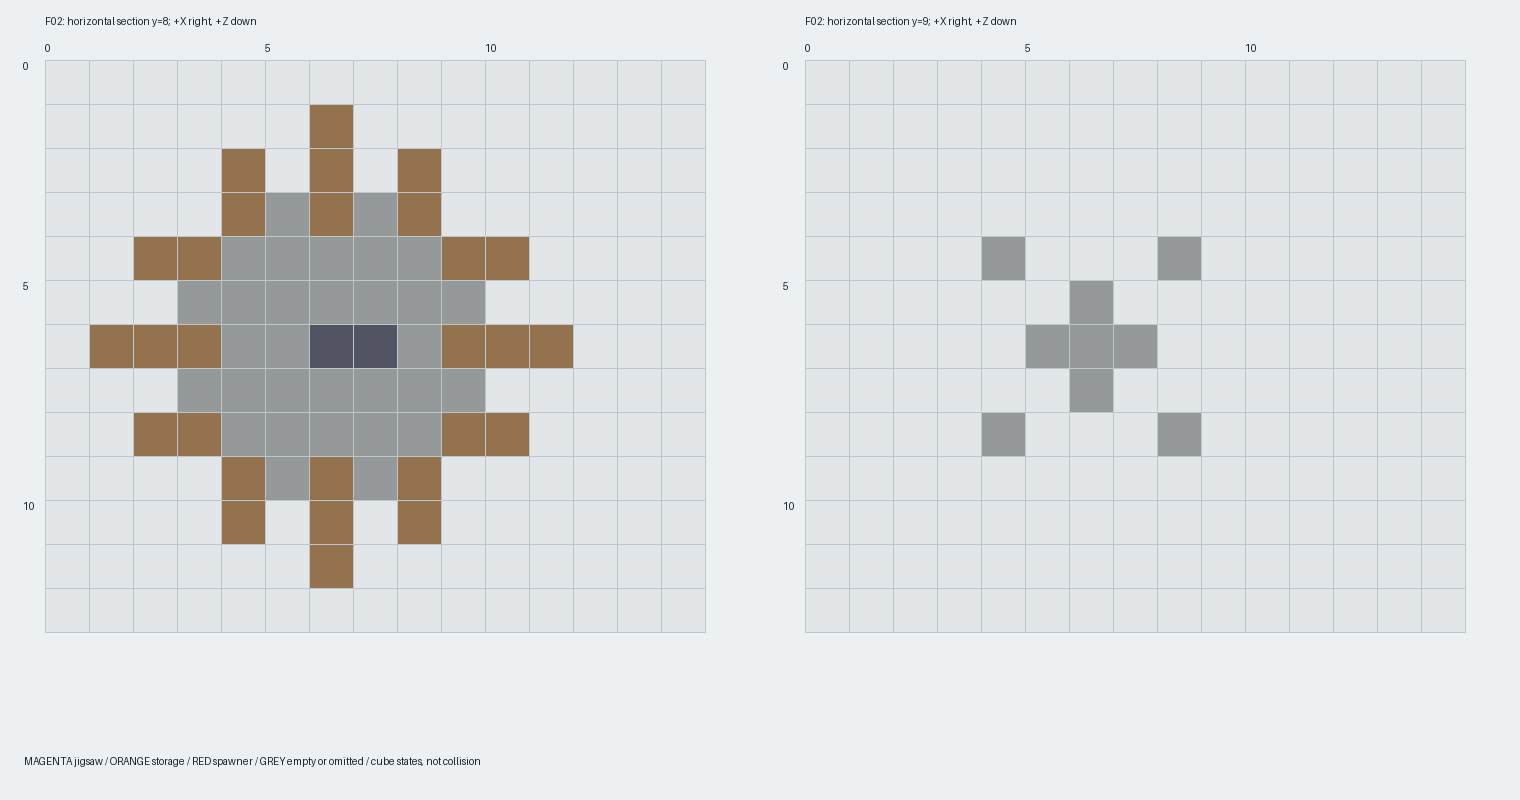 F02: horizontal section y=8; +X right, +Z down
F02: horizontal section y=9; +X right, +Z down
0 5 10
0 5 10
0
0
5
5
10
10
MAGENTA jigsaw / ORANGE storage / RED spawner / GREY empty or omitted / cube states, not collision